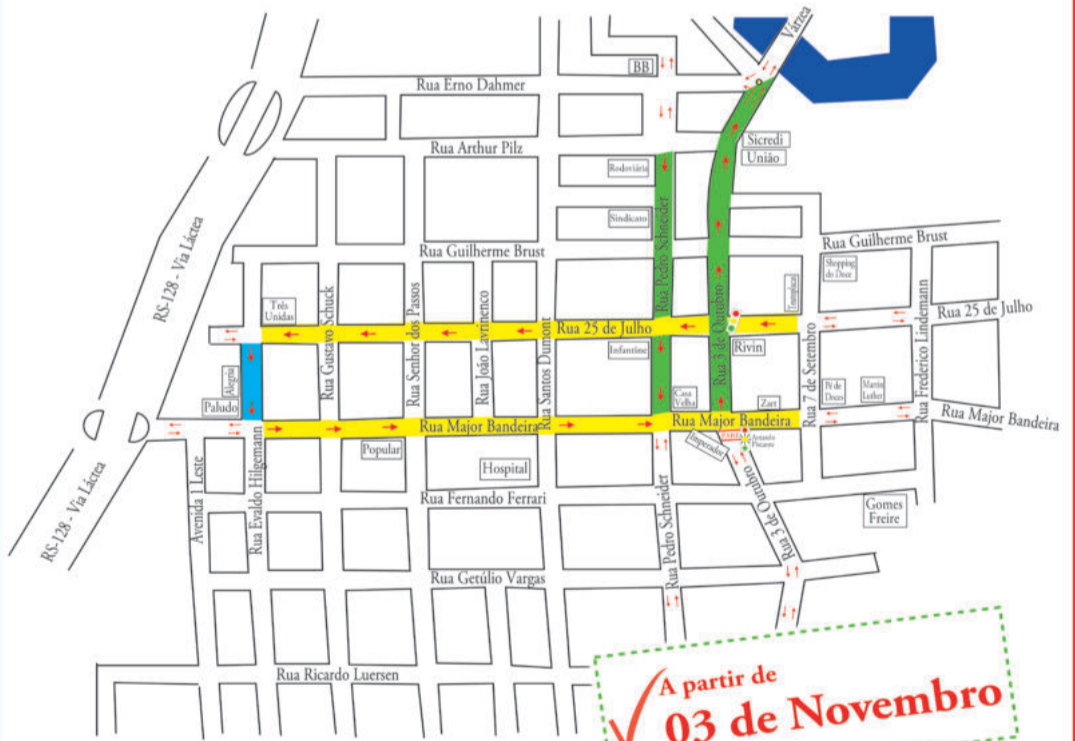 Várzea
BB
Rua Erno Dahmer
Sicredi
União
Rua Arthur Pilz
Rodoviária
Sindicato
Rua Pedro Schneider
RS-128 - Via Láctea
Rua Guilherme Brust
Rua Guilherme Brust
Shopping
do Doce
Três
Unidas
Rua Gustavo Schuck
Rua Senhor dos Passos
Rua João Lavrinenco
Rua Santos Dumont
Rua 25 de Julho
Rua 3 de Outubro
Rua 25 de Julho
Rivin
Infantine
Rua 7 de Setembro
Rua Frederico Lindemann
Alegria
Paludo
Casa
Velha
Zart
Pé de
Doces
Martin
Luther
Rua Major Bandeira
Rua Major Bandeira
Rua Major Bandeira
Imperador
Popular
Hospital
Avenida 1 Leste
Rua Evaldo Hilgemann
RS-128 - Via Láctea
Rua Fernando Ferrari
Rua Pedro Schneider
Rua 3 de Outubro
Gomes
Freire
Rua Getúlio Vargas
Rua Ricardo Luersen
A partir de
03 de Novembro